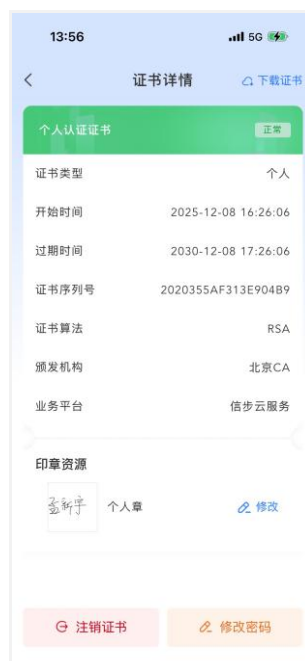 13:56 5G
证书详情 下载证书
个人认证证书 正常
证书类型 个人
开始时间 2025-12-08 16:26:06
过期时间 2030-12-08 17:26:06
证书序列号 2020355AF313E904B9
证书算法 RSA
颁发机构 北京CA
业务平台 信步云服务
印章资源
孟新宇 个人章 修改
注销证书 修改密码